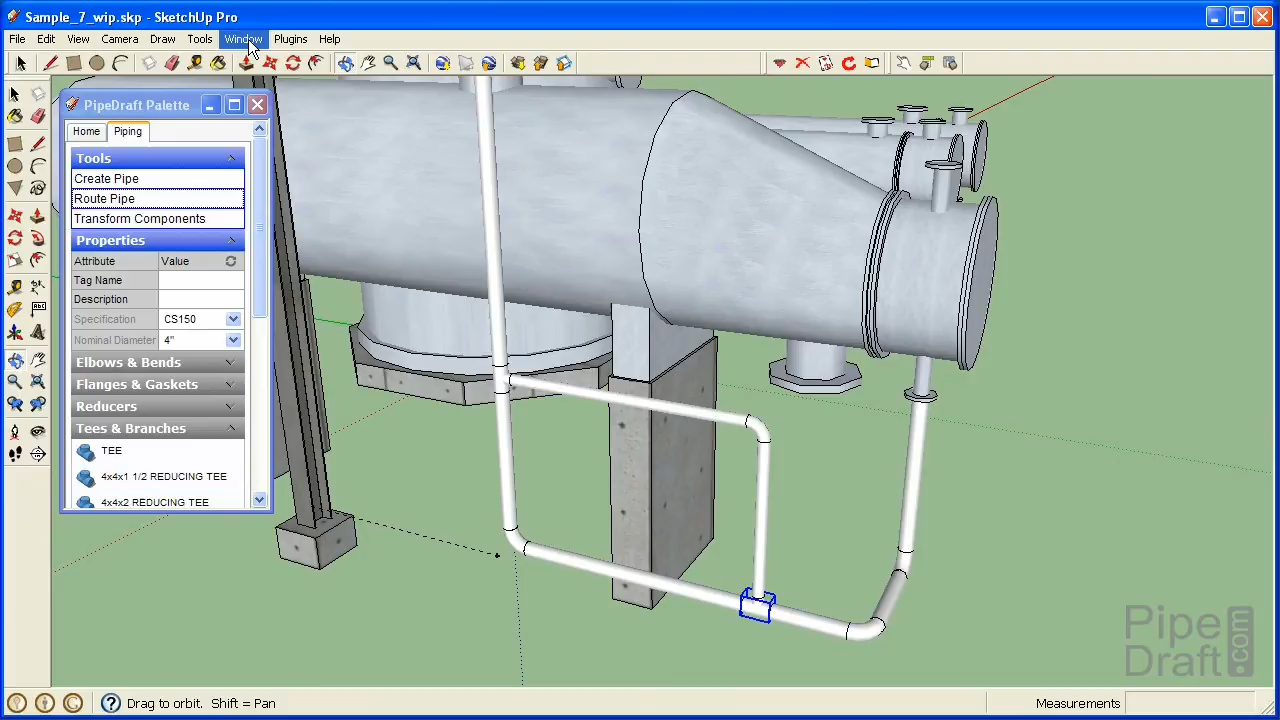 Sample_7_wip.skp - SketchUp Pro
File Edit View Camera Draw Tools Window Plugins Help
PipeDraft Palette
Home Piping
Tools
Create Pipe
Route Pipe
Transform Components
Properties
Attribute Value
Tag Name
Description
Specification CS150
Nominal Diameter 4"
Elbows & Bends
Flanges & Gaskets
Reducers
Tees & Branches
TEE
4x4x1 1/2 REDUCING TEE
4x4x2 REDUCING TEE
Pipe
Draft.com
Drag to orbit. Shift = Pan
Measurements